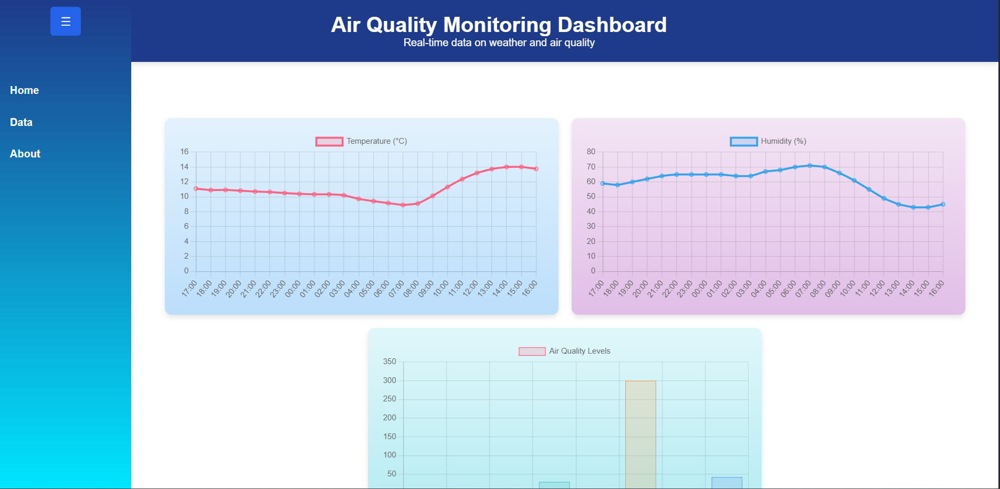 ☰
Air Quality Monitoring Dashboard
Real-time data on weather and air quality
Home
Data
About
Temperature (°C)
16
14
12
10
8
6
4
2
0
17:00 18:00 19:00 20:00 21:00 22:00 23:00 00:00 01:00 02:00 03:00 04:00 05:00 06:00 07:00 08:00 09:00 10:00 11:00 12:00 13:00 14:00 15:00 16:00
Humidity (%)
80
70
60
50
40
30
20
10
0
17:00 18:00 19:00 20:00 21:00 22:00 23:00 00:00 01:00 02:00 03:00 04:00 05:00 06:00 07:00 08:00 09:00 10:00 11:00 12:00 13:00 14:00 15:00 16:00
Air Quality Levels
350
300
250
200
150
100
50